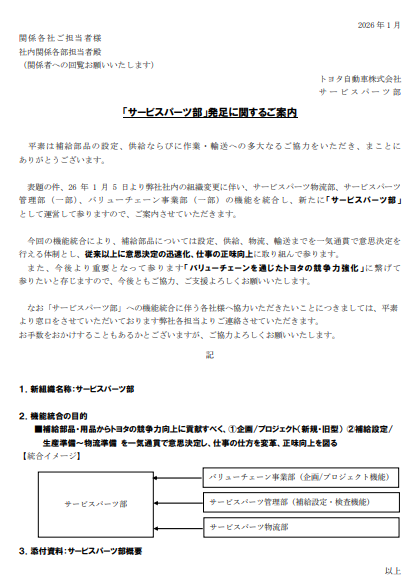 2026 年 1 月
関係各社ご担当者様
社内関係各部担当者殿
（関係者への回覧お願いいたします）
トヨタ自動車株式会社
サービスパーツ部
「サービスパーツ部」発足に関するご案内
平素は補給部品の設定、供給ならびに作業・輸送への多大なるご協力をいただき、まことに
ありがとうございます。
表題の件、26 年 1 月 5 日より弊社社内の組織変更に伴い、サービスパーツ物流部、サービスパーツ
管理部（一部）、バリューチェーン事業部（一部）の機能を統合し、新たに「サービスパーツ部」
として運営して参りますので、ご案内させていただきます。
今回の機能統合により、補給部品については設定、供給、物流、輸送までを一気通貫で意思決定を
行える体制とし、従来以上に意思決定の迅速化、仕事の正味向上に取り組んで参ります。
また、今後より重要となって参ります「バリューチェーンを通じたトヨタの競争力強化」に繋げて
参りたいと存じますので、今後ともご協力、ご支援よろしくお願いいたします。
なお「サービスパーツ部」への機能統合に伴う各社様へ協力いただきたいことにつきましては、平素
より窓口をさせていただいております弊社各担当よりご連絡させていただきます。
お手数をおかけすることもあるかとございますが、ご協力よろしくお願いいたします。
記
１．新組織名称：サービスパーツ部
２．機能統合の目的
■補給部品・用品からトヨタの競争力向上に貢献すべく、①企画/プロジェクト（新規・旧型） ②補給設定/
生産準備～物流準備 を一気通貫で意思決定し、仕事の仕方を変革、正味向上を図る
【統合イメージ】
サービスパーツ部
バリューチェーン事業部（企画/プロジェクト機能）
サービスパーツ管理部（補給設定・検査機能）
サービスパーツ物流部
３．添付資料：サービスパーツ部概要
以上